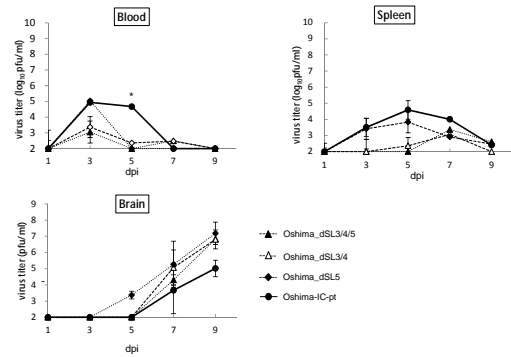 Blood
virus titer (log10pfu/ml)
10
9
8
7
6
5
4
3
2
*
1 3 5 7 9
dpi
Spleen
virus titer (log10pfu/ml)
10
9
8
7
6
5
4
3
2
1 3 5 7 9
dpi
Brain
virus titer (pfu/ml)
9
8
7
6
5
4
3
2
1 3 5 7 9
dpi
Oshima_dSL3/4/5
Oshima_dSL3/4
Oshima_dSL5
Oshima-IC-pt